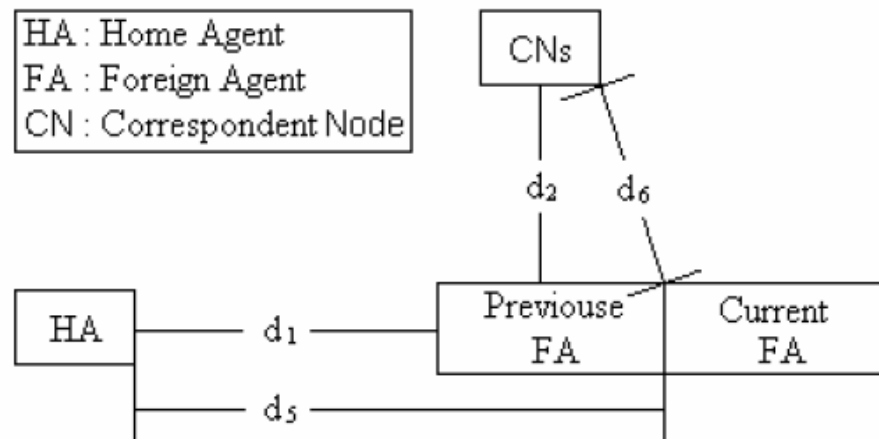 HA : Home Agent
FA : Foreign Agent
CN : Correspondent Node
CNs
d2
d6
HA
d1
Previouse
FA
Current
FA
d5